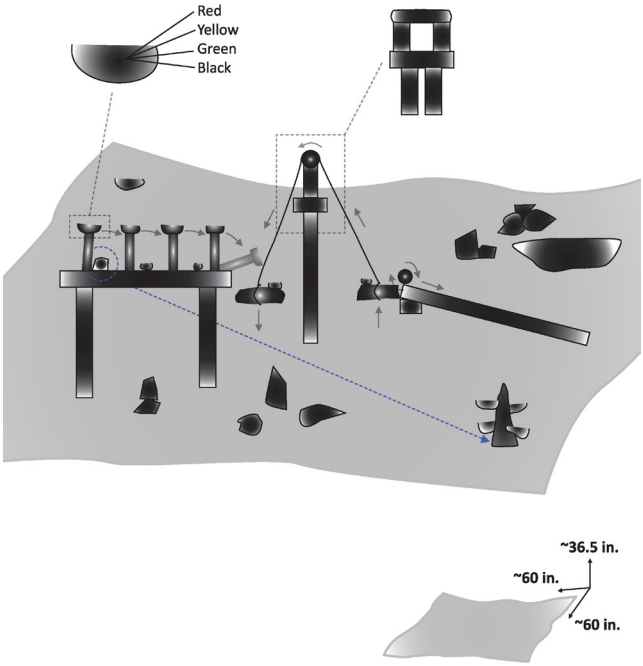 Red
Yellow
Green
Black
~36.5 in.
~60 in.
~60 in.